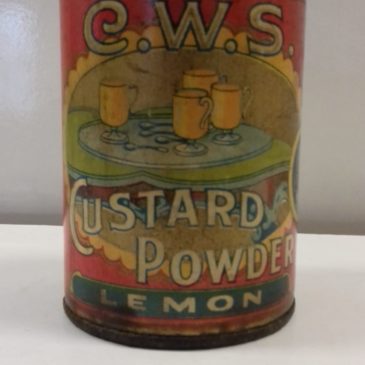 C.W.S.
CUSTARD
POWDER
LEMON